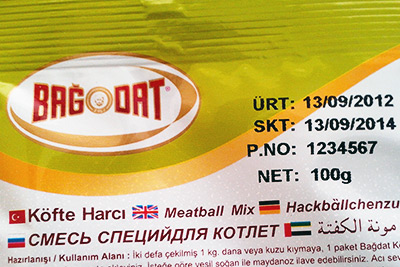 BAĞDAT
ÜRT: 13/09/2012
SKT: 13/09/2014
P.NO: 1234567
NET: 100g
Köfte Harcı Meatball Mix Hackbällchenzu
СМЕСЬ СПЕЦИЙДЛЯ КОТЛЕТ مونة الكفتة
Hazırlanışı / Kullanım Alanı : İki defa çekilmiş 1 kg. dana veya kuzu kıymaya, 1 paket Bağdat Kö
İsteğe göre yeşil soğan ile maydanoz ilave edebilirsiniz. Acı sev